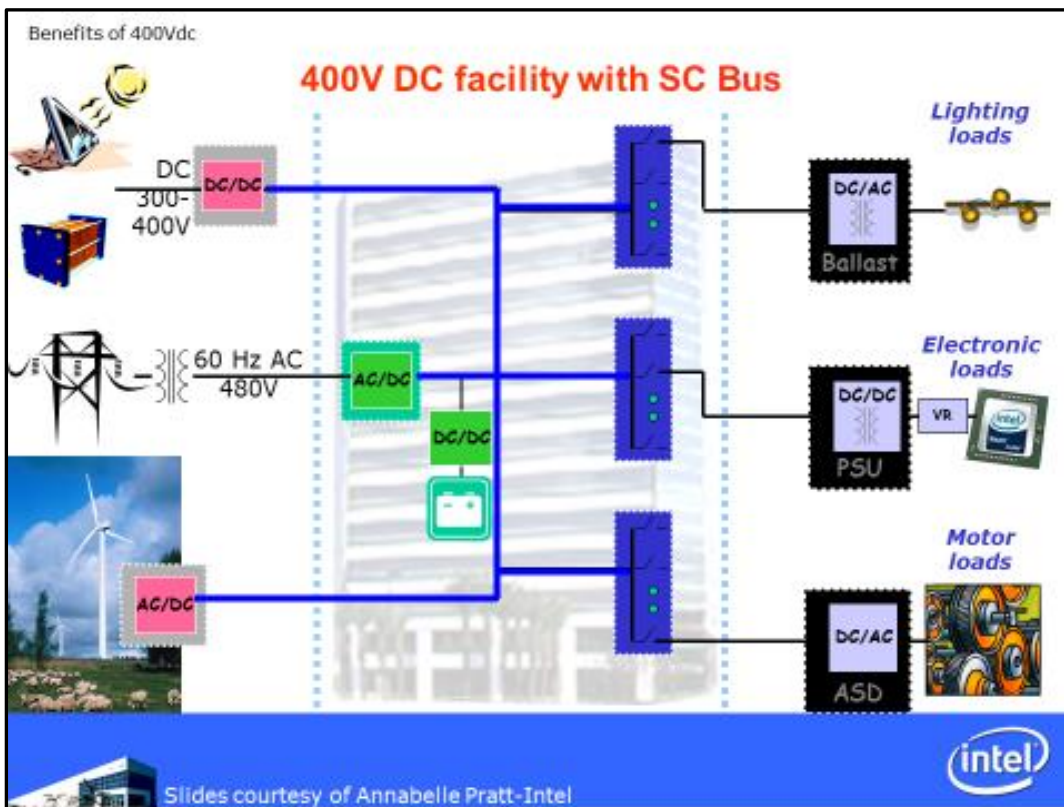 Benefits of 400Vdc
400V DC facility with SC Bus
DC
300-
400V
DC/DC
Lighting
loads
DC/AC
Ballast
60 Hz AC
480V
AC/DC
DC/DC
Electronic
loads
DC/DC
PSU
VR
intel
AC/DC
Motor
loads
DC/AC
ASD
Slides courtesy of Annabelle Pratt-Intel
intel